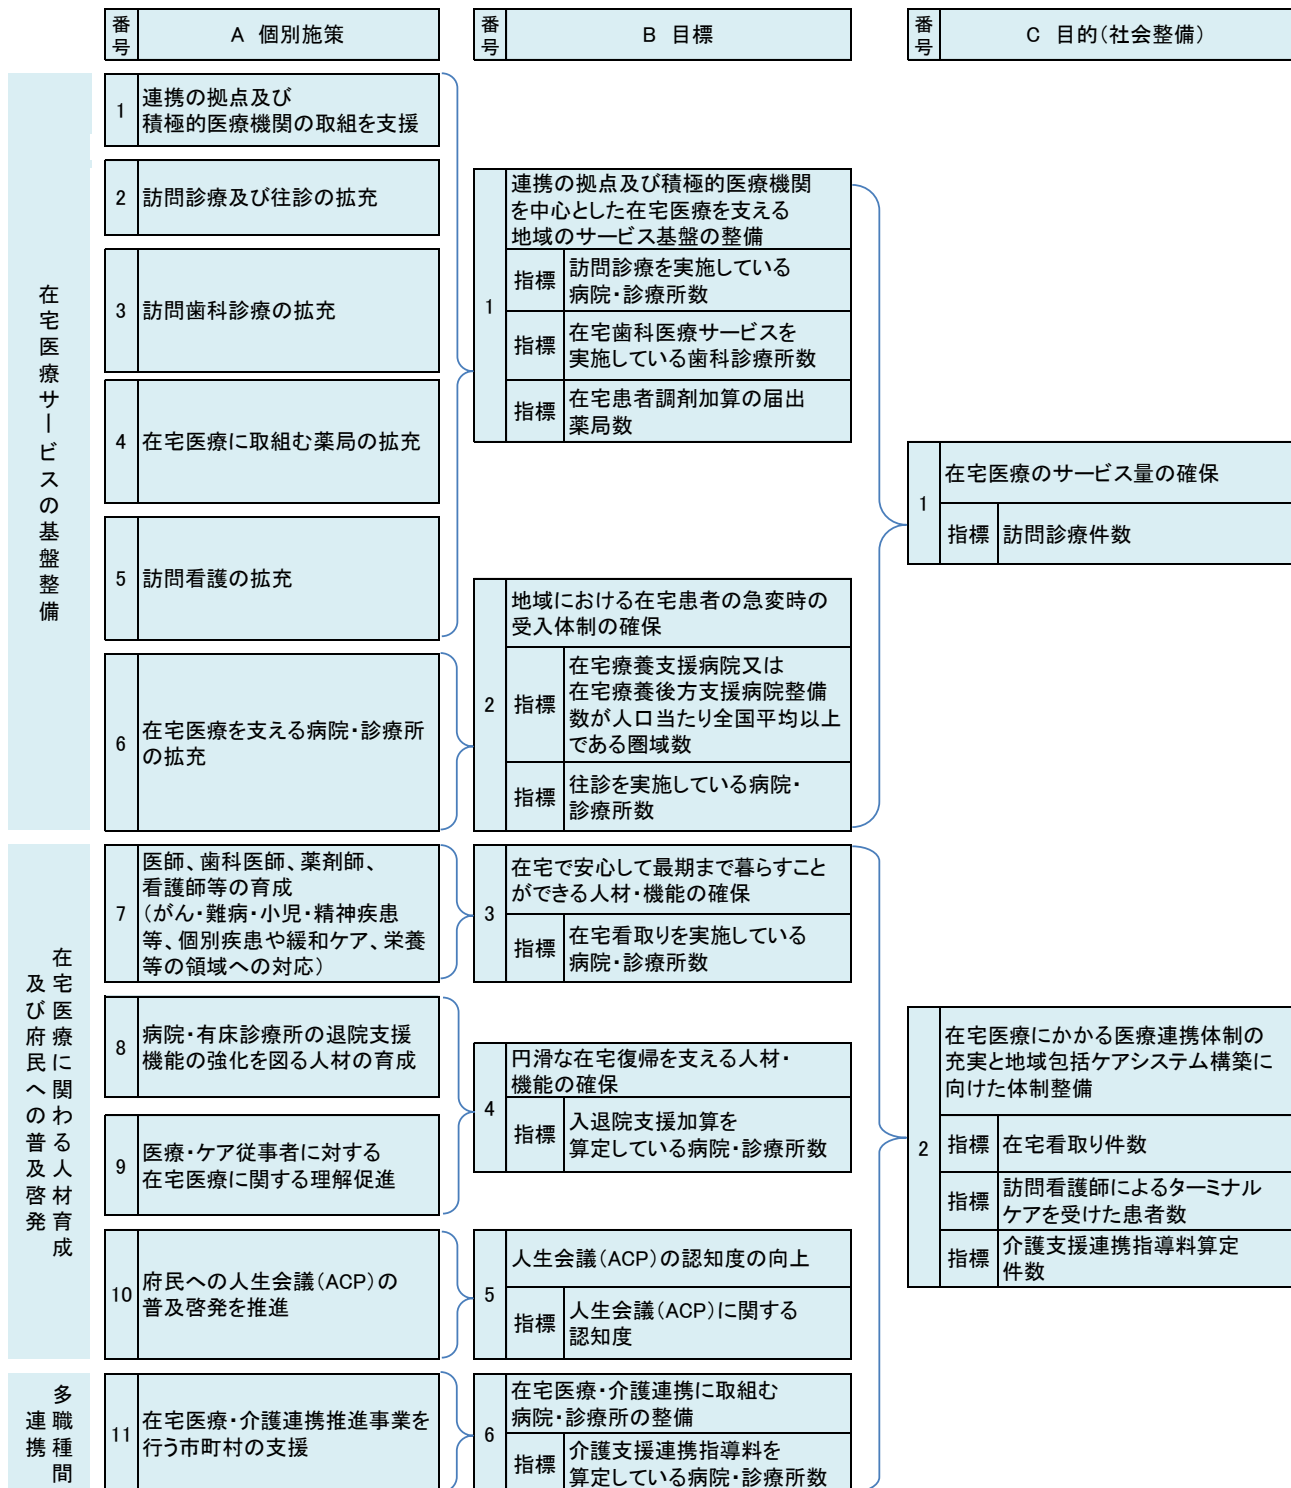 番号
A 個別施策
番号
B 目標
番号
C 目的(社会整備)
在宅医療サービスの基盤整備
1
連携の拠点及び
積極的医療機関の取組を支援
2
訪問診療及び往診の拡充
3
訪問歯科診療の拡充
4
在宅医療に取組む薬局の拡充
5
訪問看護の拡充
6
在宅医療を支える病院・診療所
の拡充
1
連携の拠点及び積極的医療機関
を中心とした在宅医療を支える
地域のサービス基盤の整備
指標
訪問診療を実施している
病院・診療所数
指標
在宅歯科医療サービスを
実施している歯科診療所数
指標
在宅患者調剤加算の届出
薬局数
2
地域における在宅患者の急変時の
受入体制の確保
指標
在宅療養支援病院又は
在宅療養後方支援病院整備
数が人口当たり全国平均以上
である圏域数
指標
往診を実施している病院・
診療所数
1
在宅医療のサービス量の確保
指標
訪問診療件数
在宅医療に関わる人材育成
及び府民への普及啓発
7
医師、歯科医師、薬剤師、
看護師等の育成
(がん・難病・小児・精神疾患
等、個別疾患や緩和ケア、栄養
等の領域への対応)
8
病院・有床診療所の退院支援
機能の強化を図る人材の育成
9
医療・ケア従事者に対する
在宅医療に関する理解促進
10
府民への人生会議(ACP)の
普及啓発を推進
3
在宅で安心して最期まで暮らすこと
ができる人材・機能の確保
指標
在宅看取りを実施している
病院・診療所数
4
円滑な在宅復帰を支える人材・
機能の確保
指標
入退院支援加算を
算定している病院・診療所数
5
人生会議(ACP)の認知度の向上
指標
人生会議(ACP)に関する
認知度
2
在宅医療にかかる医療連携体制の
充実と地域包括ケアシステム構築に
向けた体制整備
指標
在宅看取り件数
指標
訪問看護師によるターミナル
ケアを受けた患者数
指標
介護支援連携指導料算定
件数
多職種間
連携
11
在宅医療・介護連携推進事業を
行う市町村の支援
6
在宅医療・介護連携に取組む
病院・診療所の整備
指標
介護支援連携指導料を
算定している病院・診療所数